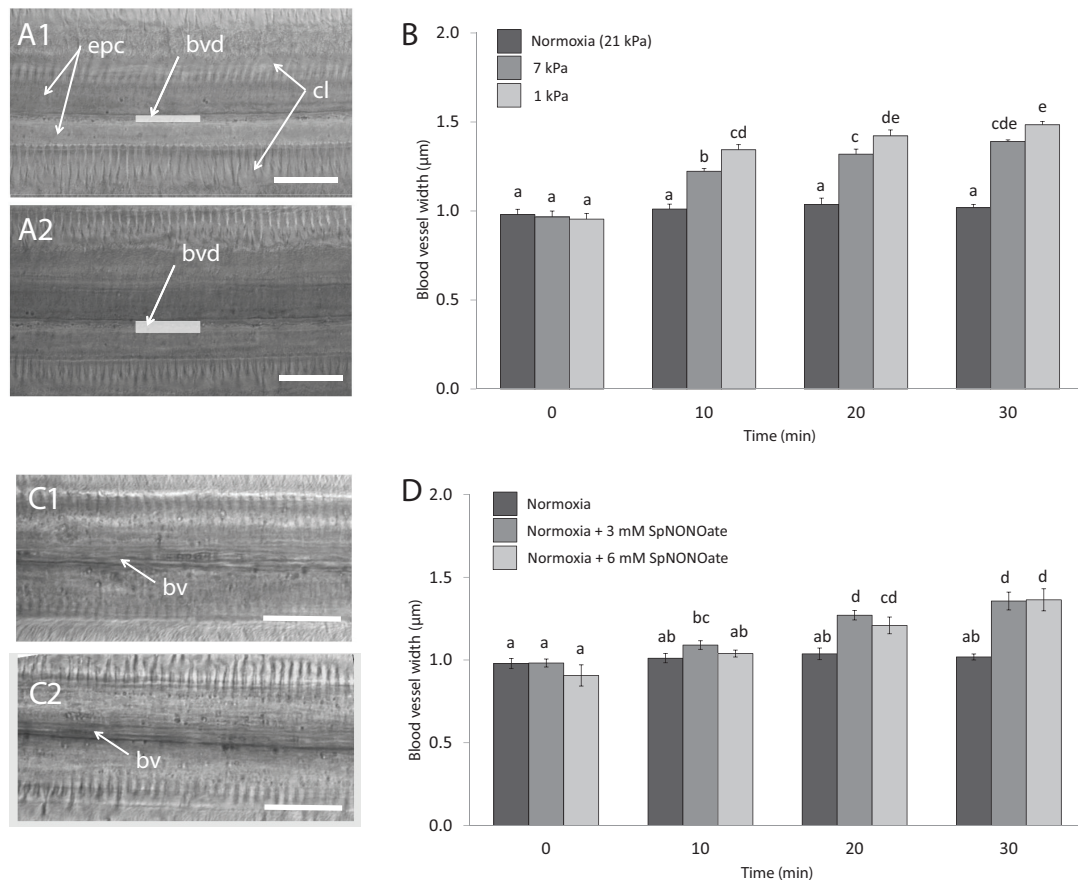 A1
epc
bvd
cl
A2
bvd
B
Normoxia (21 kPa)
7 kPa
1 kPa
Blood vessel width (µm)
2.0
1.5
1.0
0.5
0.0
a a a
a b cd
a c de
a cde e
0 10 20 30
Time (min)
C1
bv
C2
bv
D
Normoxia
Normoxia + 3 mM SpNONOate
Normoxia + 6 mM SpNONOate
Blood vessel width (µm)
2.0
1.5
1.0
0.5
0.0
a a a
ab bc ab
ab d cd
ab d d
0 10 20 30
Time (min)